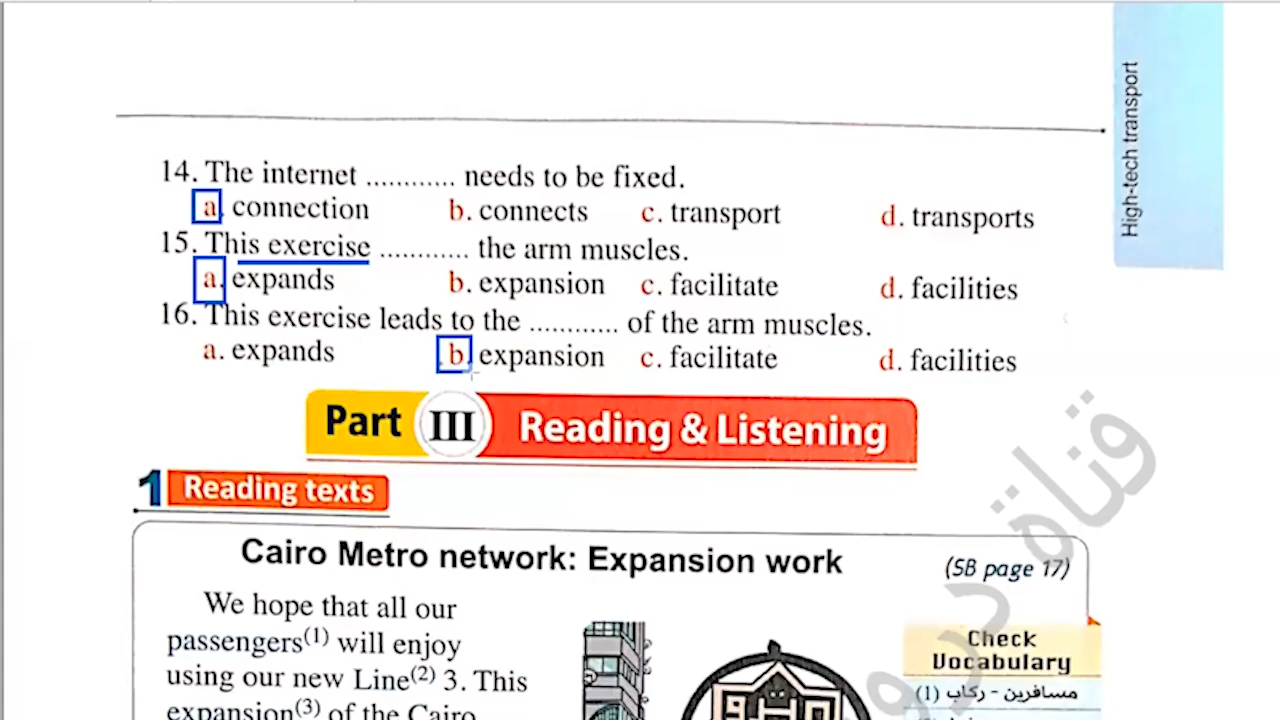 High-tech transport
14. The internet ............ needs to be fixed.
a. connection b. connects c. transport d. transports
15. This exercise ............ the arm muscles.
a. expands b. expansion c. facilitate d. facilities
16. This exercise leads to the ............ of the arm muscles.
a. expands b. expansion c. facilitate d. facilities
Part III Reading & Listening
1 Reading texts
Cairo Metro network: Expansion work (SB page 17)
We hope that all our
passengers(1) will enjoy
using our new Line(2) 3. This
expansion(3) of the Cairo
Check
Vocabulary
(1) مسافرين - ركاب
قناة